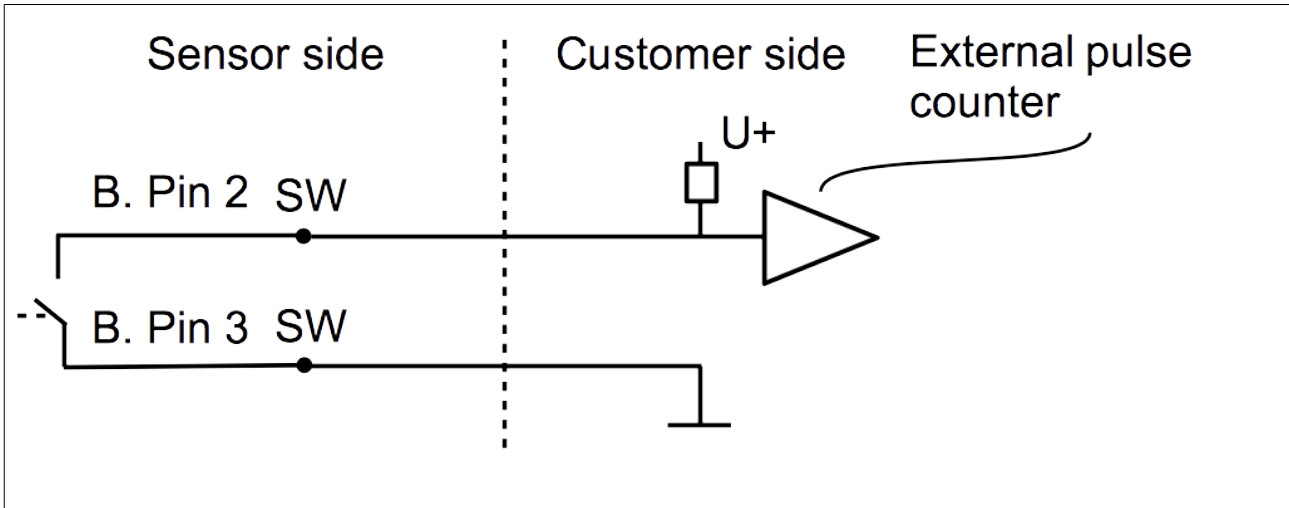 Sensor side
Customer side
External pulse
counter
U+
B. Pin 2 SW
B. Pin 3 SW